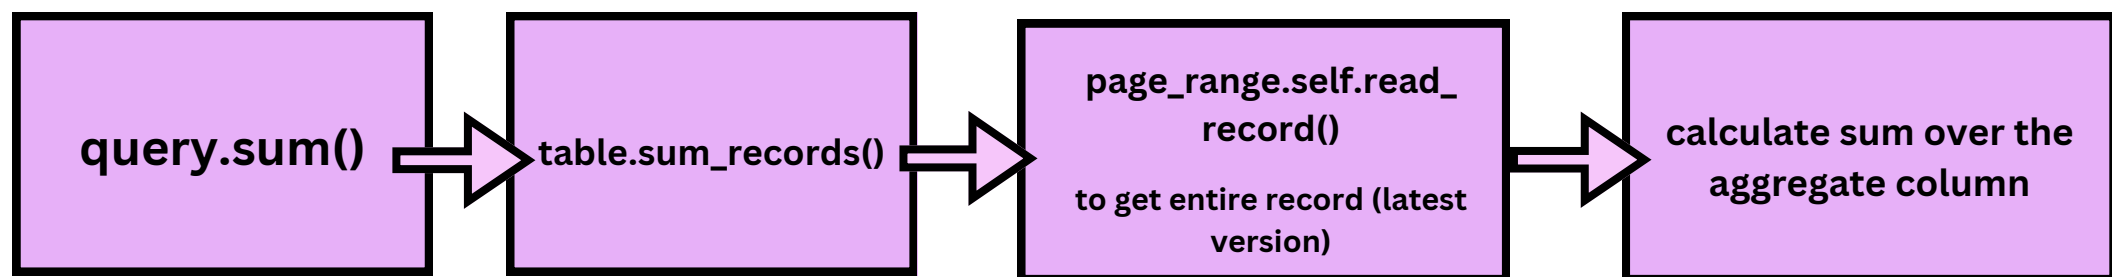 query.sum()
table.sum_records()
page_range.self.read_
record()
to get entire record (latest
version)
calculate sum over the
aggregate column